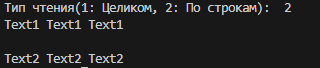 Тип чтения(1: Целиком, 2: По строкам):  2
Text1 Text1 Text1

Text2 Text2 Text2